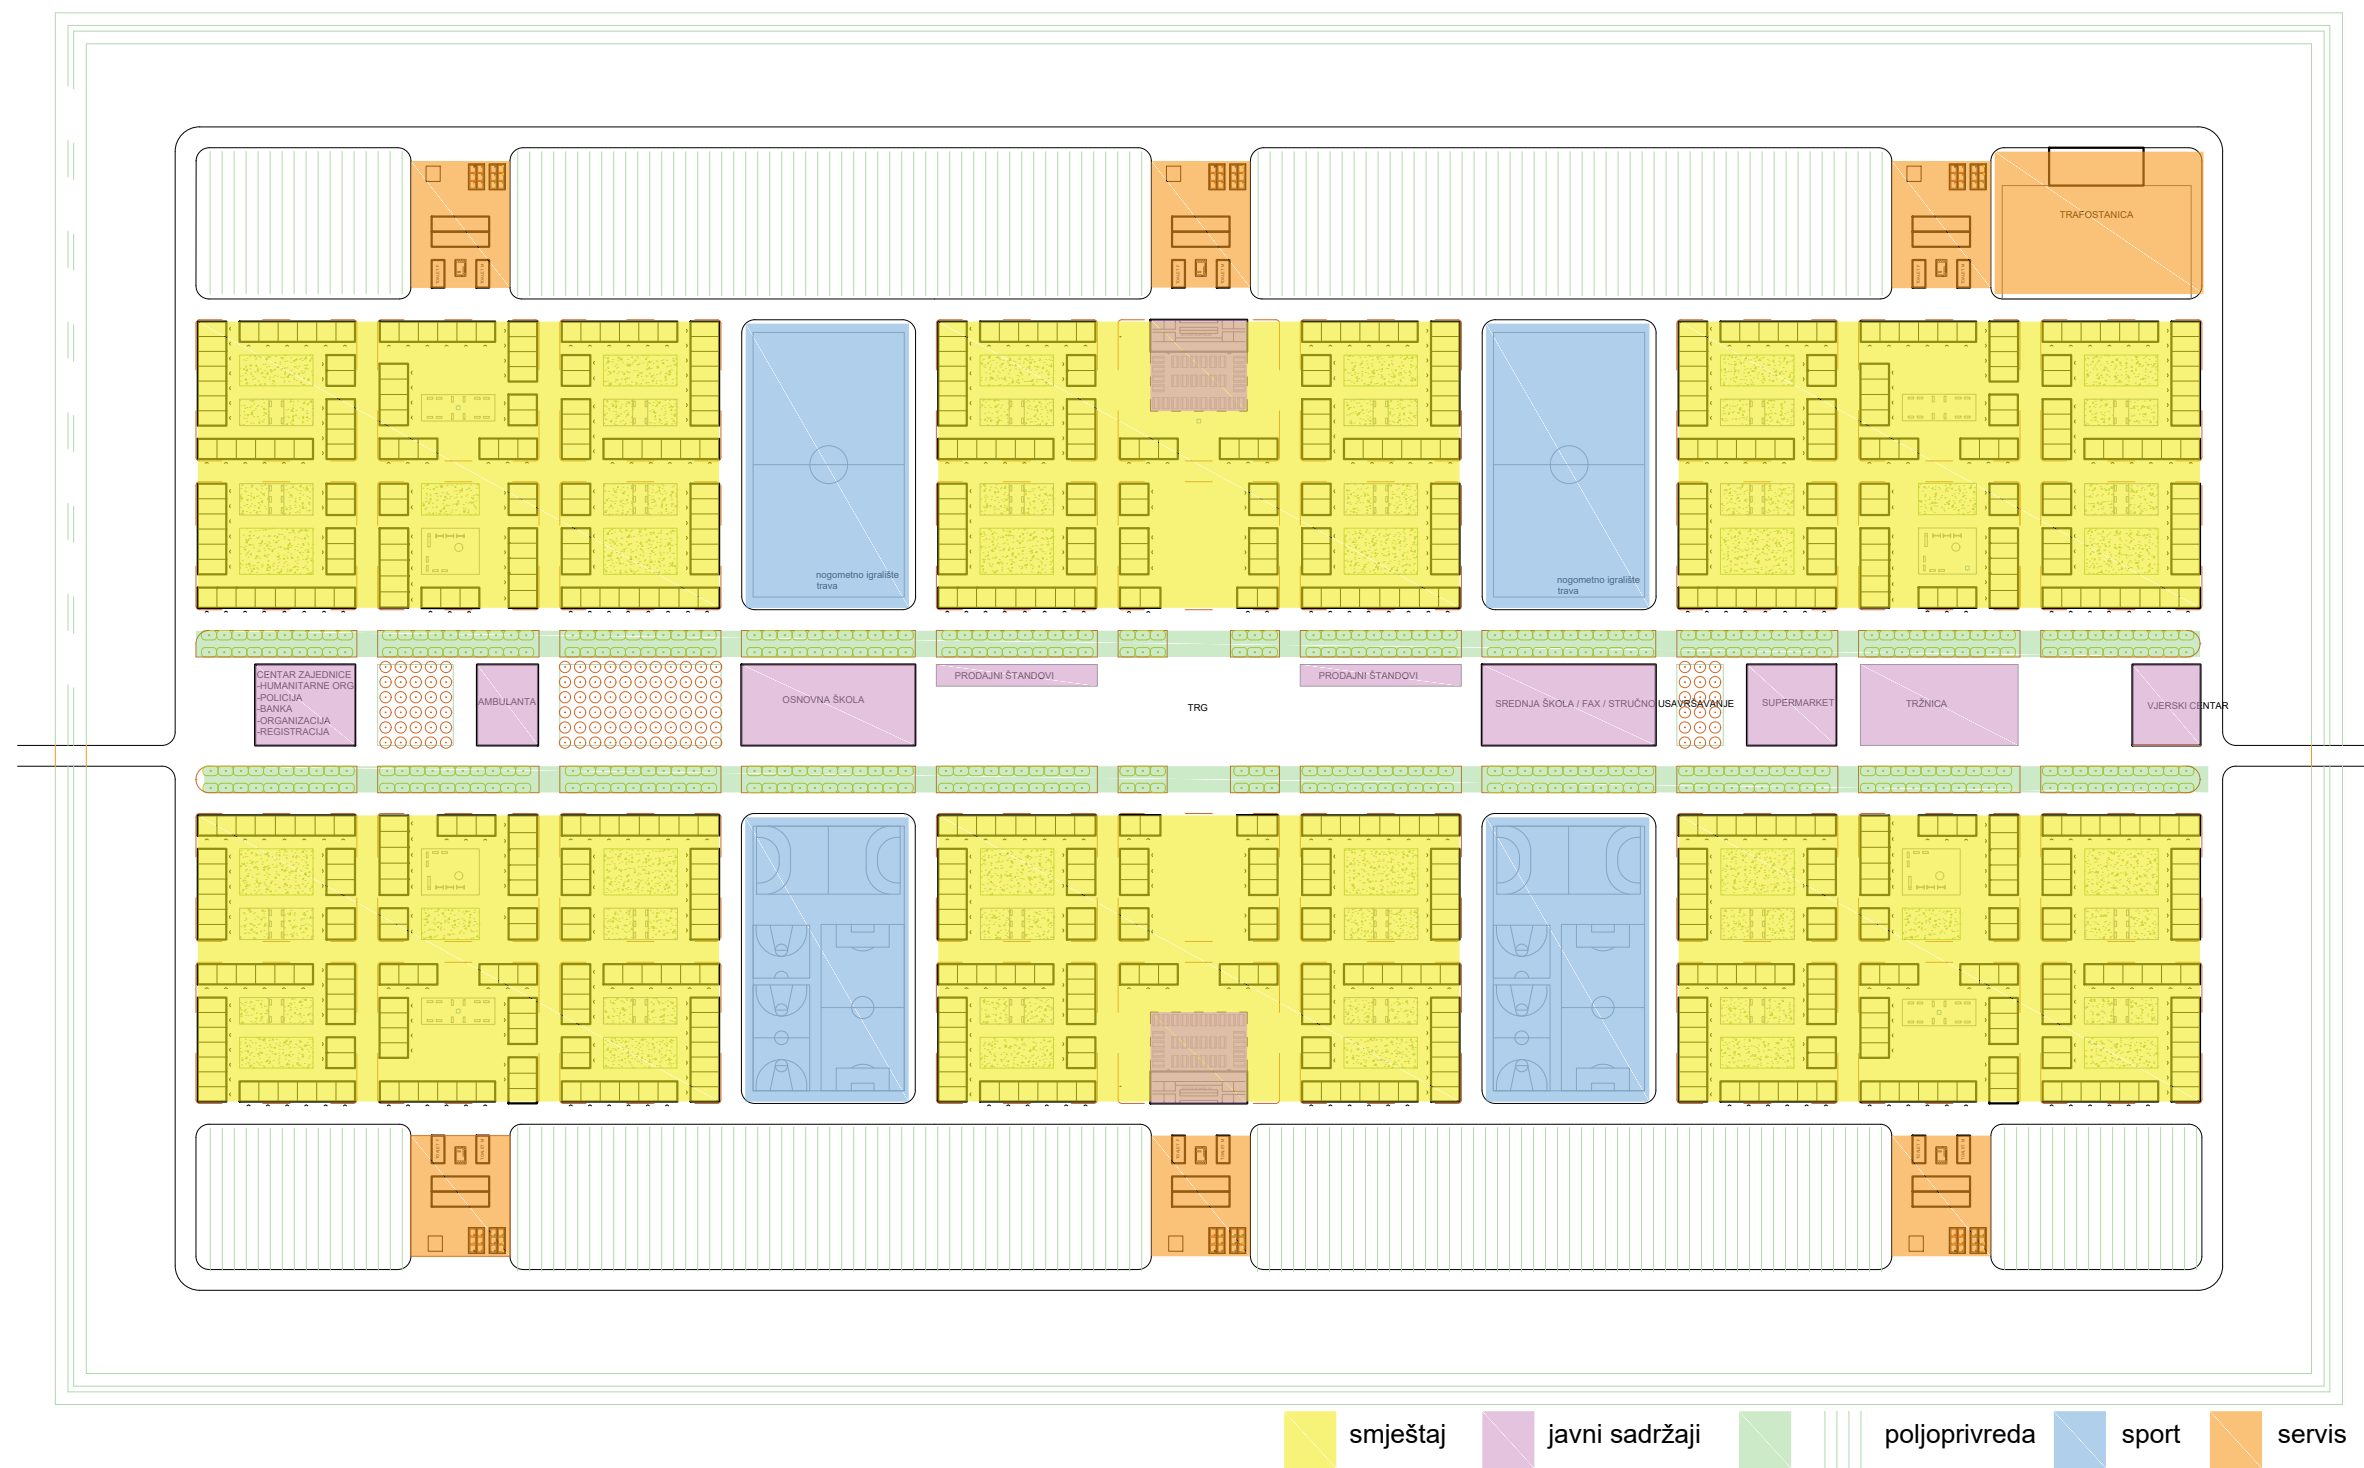 TRAFOSTANICA
nogometno igralište
trava
nogometno igralište
trava
CENTAR ZAJEDNICE
-HUMANITARNE ORG
-POLICIJA
-BANKA
-ORGANIZACIJA
-REGISTRACIJA
AMBULANTA
OSNOVNA ŠKOLA
PRODAJNI ŠTANDOVI
TRG
PRODAJNI ŠTANDOVI
SREDNJA ŠKOLA / FAX / STRUČNO USAVRŠAVANJE
SUPERMARKET
TRŽNICA
VJERSKI CENTAR
smještaj
javni sadržaji
poljoprivreda
sport
servis